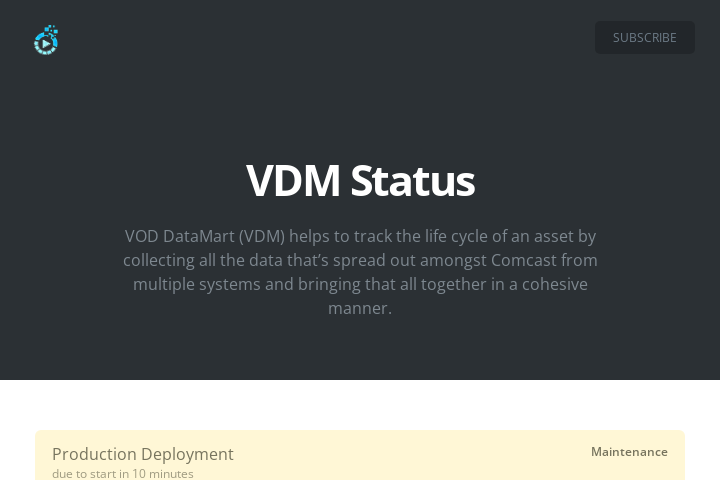 SUBSCRIBE
VDM Status
VOD DataMart (VDM) helps to track the life cycle of an asset by
collecting all the data that’s spread out amongst Comcast from
multiple systems and bringing that all together in a cohesive
manner.
Production Deployment
Maintenance
due to start in 10 minutes